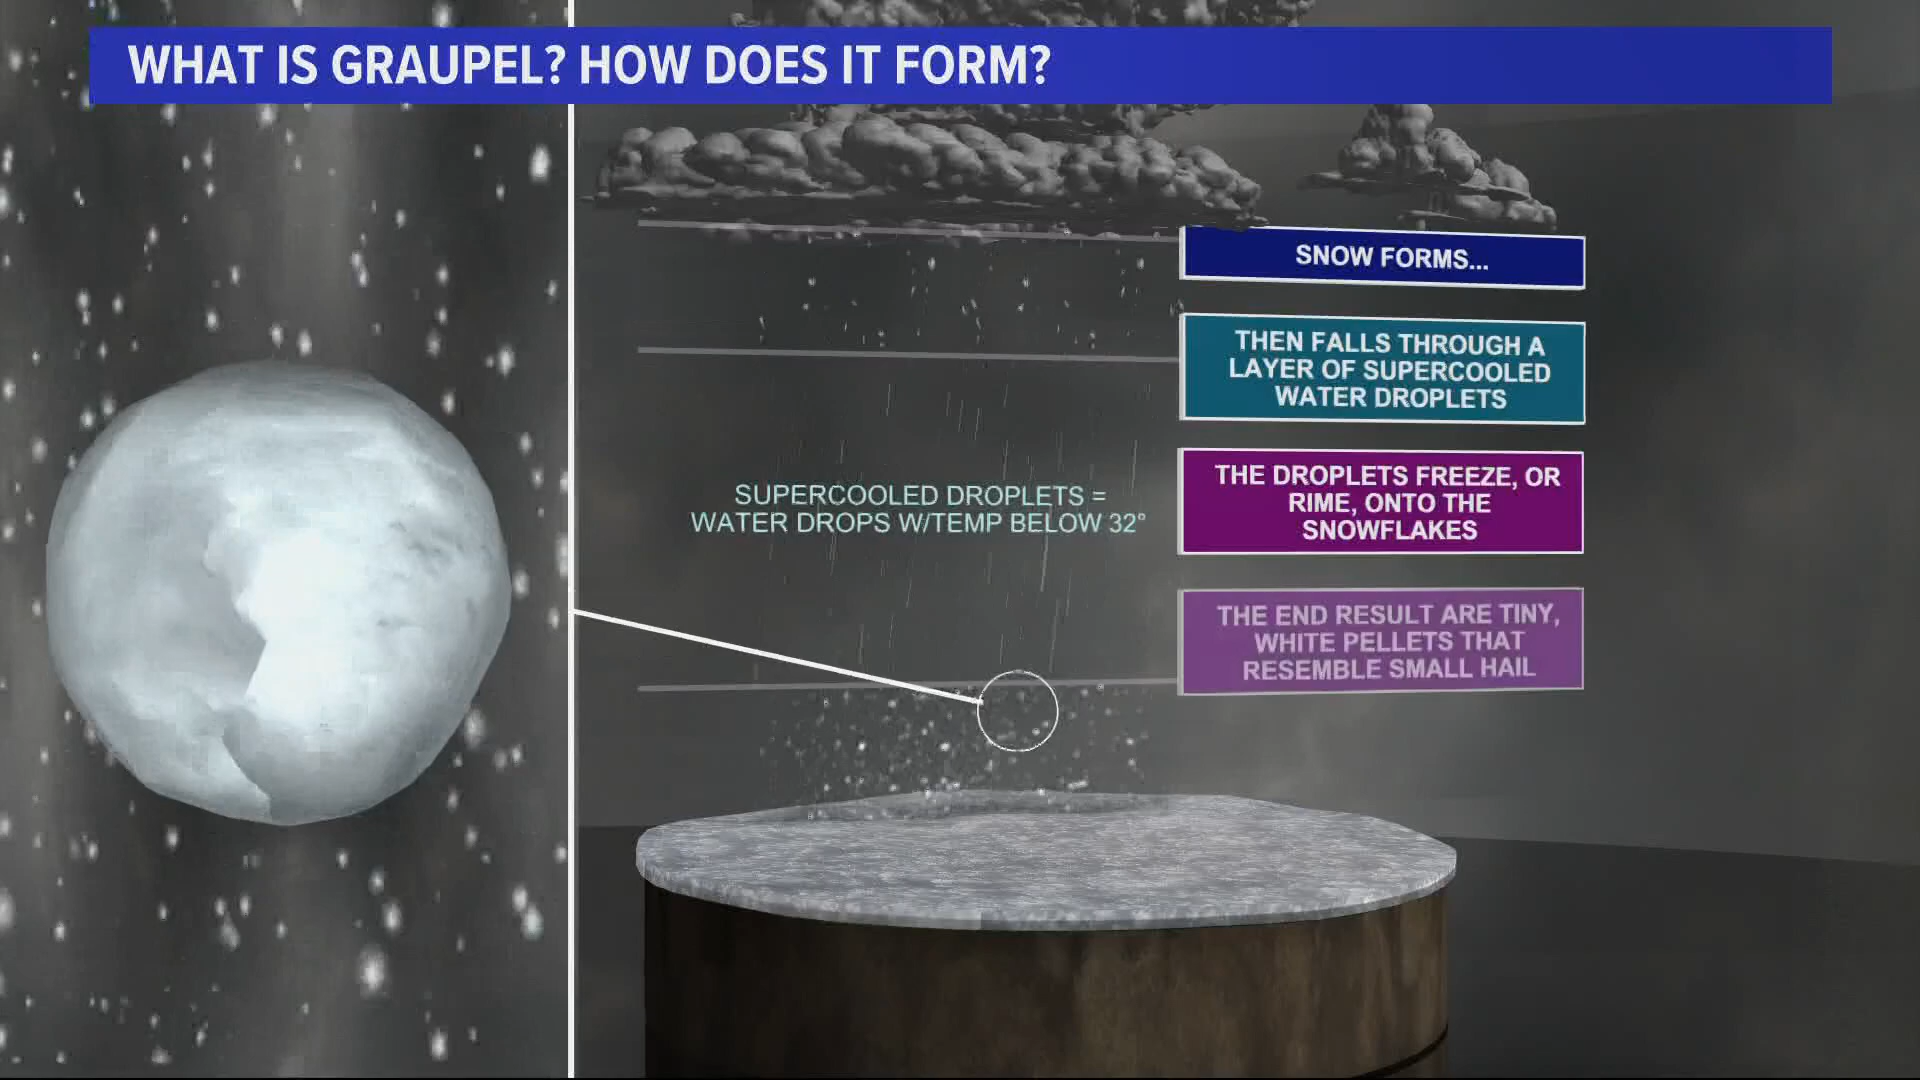 WHAT IS GRAUPEL? HOW DOES IT FORM?
SNOW FORMS...
THEN FALLS THROUGH A
LAYER OF SUPERCOOLED
WATER DROPLETS
THE DROPLETS FREEZE, OR
RIME, ONTO THE
SNOWFLAKES
SUPERCOOLED DROPLETS =
WATER DROPS W/TEMP BELOW 32°
THE END RESULT ARE TINY,
WHITE PELLETS THAT
RESEMBLE SMALL HAIL